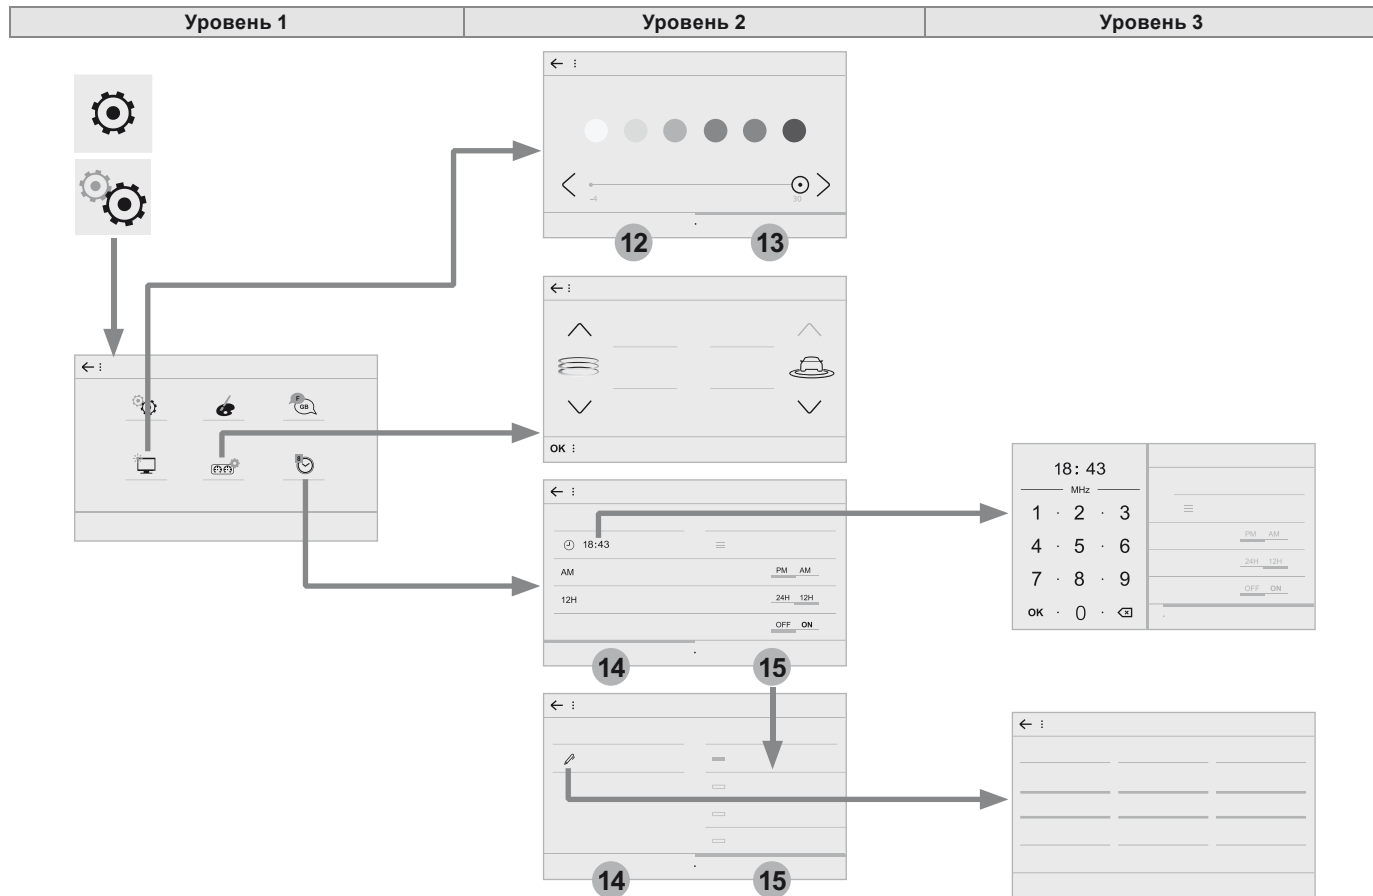 Уровень 1
Уровень 2
Уровень 3
-4
30
12
13
F
GB
8
OK
18:43
AM
PM AM
12H
24H 12H
OFF ON
14
15
14
15
18: 43
MHz
1 · 2 · 3
4 · 5 · 6
7 · 8 · 9
OK · 0 ·
PM AM
24H 12H
OFF ON